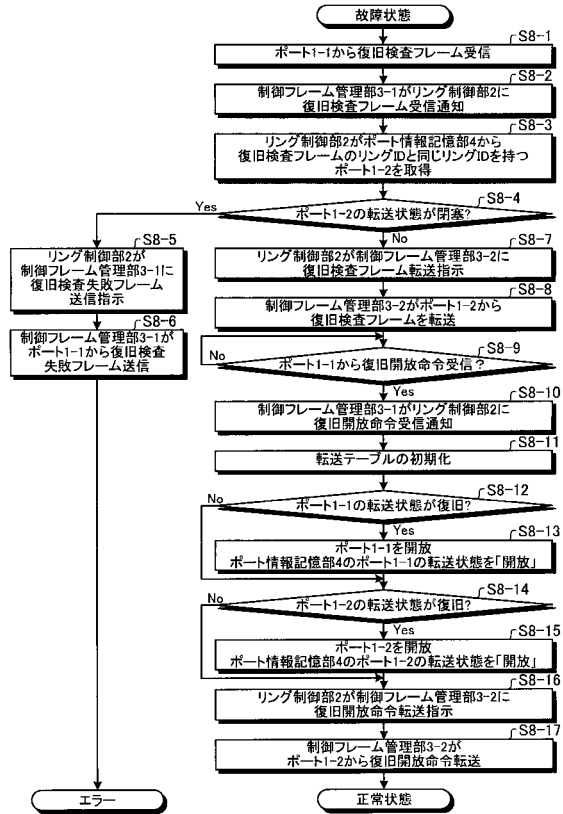 故障状態
S8-1
ポート1-1から復旧検査フレーム受信
S8-2
制御フレーム管理部3-1がリング制御部2に
復旧検査フレーム受信通知
S8-3
リング制御部2がポート情報記憶部4から
復旧検査フレームのリングIDと同じリングIDを持つ
ポート1-2を取得
S8-4
ポート1-2の転送状態が閉塞?
Yes
No
S8-5
リング制御部2が
制御フレーム管理部3-1に
復旧検査失敗フレーム
送信指示
S8-6
制御フレーム管理部3-1が
ポート1-1から復旧検査
失敗フレーム送信
S8-7
リング制御部2が制御フレーム管理部3-2に
復旧検査フレーム転送指示
S8-8
制御フレーム管理部3-2がポート1-2から
復旧検査フレームを転送
S8-9
ポート1-1から復旧開放命令受信?
No
Yes
S8-10
制御フレーム管理部3-1がリング制御部2に
復旧開放命令受信通知
S8-11
転送テーブルの初期化
S8-12
ポート1-1の転送状態が復旧?
No
Yes
S8-13
ポート1-1を開放
ポート情報記憶部4のポート1-1の転送状態を「開放」
S8-14
ポート1-2の転送状態が復旧?
No
Yes
S8-15
ポート1-2を開放
ポート情報記憶部4のポート1-2の転送状態を「開放」
S8-16
リング制御部2が制御フレーム管理部3-2に
復旧開放命令転送指示
S8-17
制御フレーム管理部3-2が
ポート1-2から復旧開放命令転送
エラー
正常状態